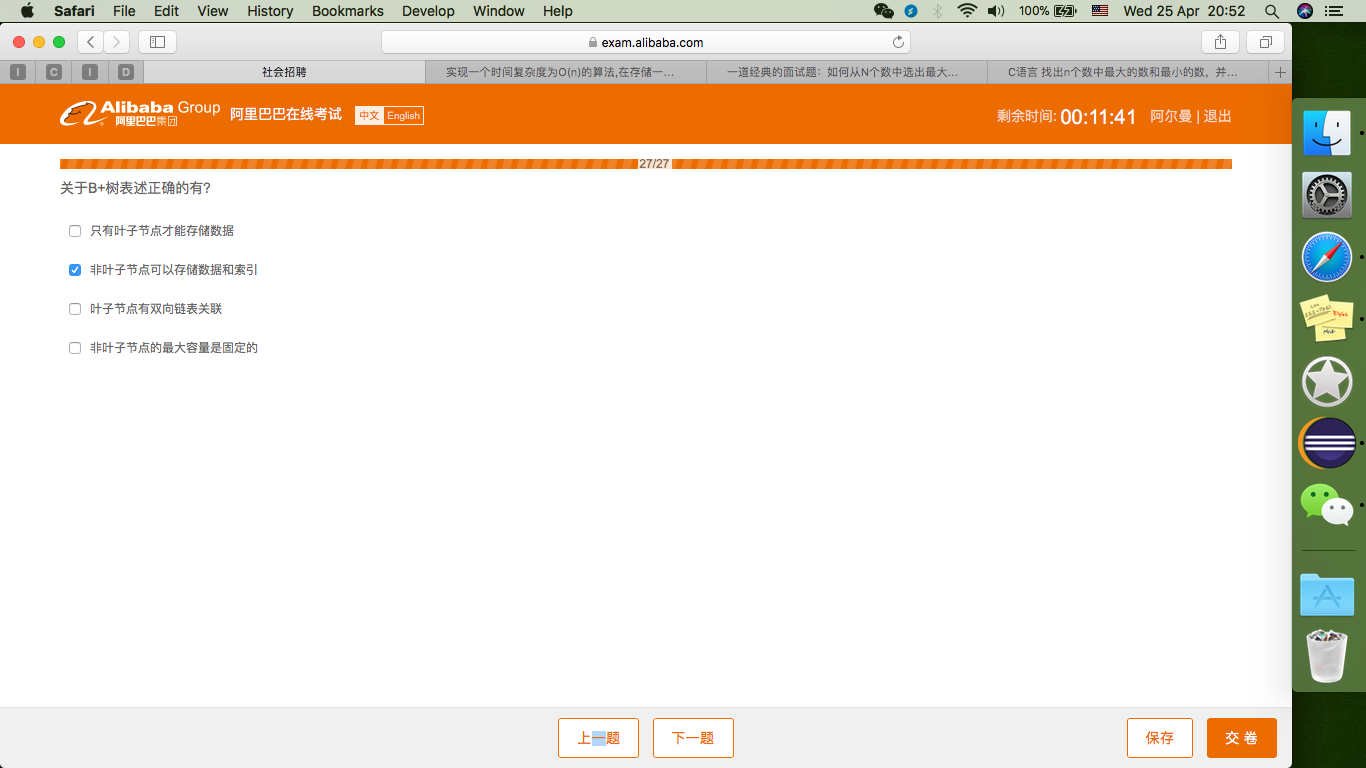 Safari File Edit View History Bookmarks Develop Window Help 100% Wed 25 Apr 20:52
exam.alibaba.com
I C I D 社会招聘 实现一个时间复杂度为O(n)的算法,在存储一... 一道经典的面试题：如何从N个数中选出最大... C语言 找出n个数中最大的数和最小的数，并...
Alibaba Group 阿里巴巴集团 阿里巴巴在线考试 中文 English 剩余时间: 00:11:41 阿尔曼 | 退出
27/27
关于B+树表述正确的有?
只有叶子节点才能存储数据
非叶子节点可以存储数据和索引
叶子节点有双向链表关联
非叶子节点的最大容量是固定的
上一题 下一题 保存 交 卷